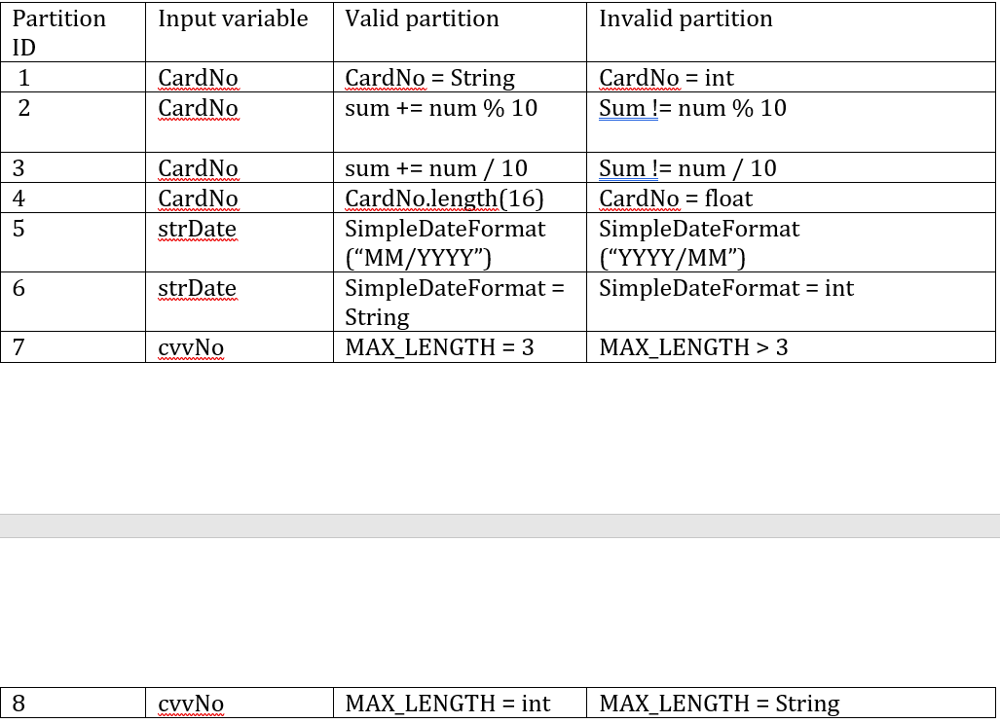 Partition ID Input variable Valid partition Invalid partition
1 CardNo CardNo = String CardNo = int
2 CardNo sum += num % 10 Sum != num % 10
3 CardNo sum += num / 10 Sum != num / 10
4 CardNo CardNo.length(16) CardNo = float
5 strDate SimpleDateFormat (“MM/YYYY”) SimpleDateFormat (“YYYY/MM”)
6 strDate SimpleDateFormat = String SimpleDateFormat = int
7 cvvNo MAX_LENGTH = 3 MAX_LENGTH > 3
8 cvvNo MAX_LENGTH = int MAX_LENGTH = String